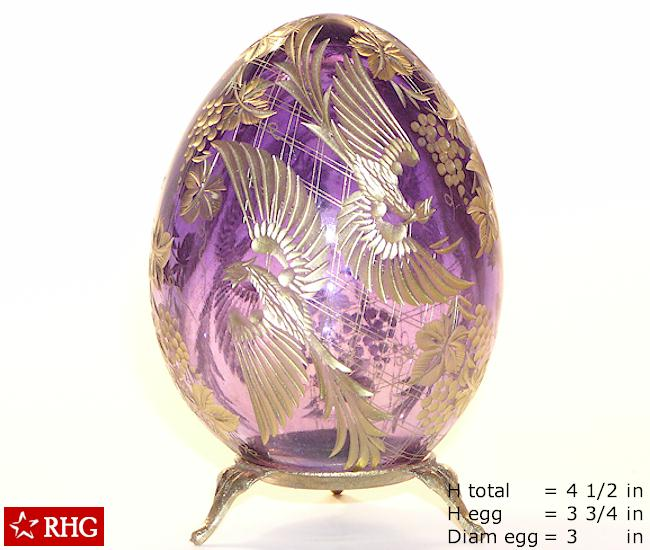 H total = 4 1/2 in
H egg = 3 3/4 in
RHG
Diam egg = 3 in